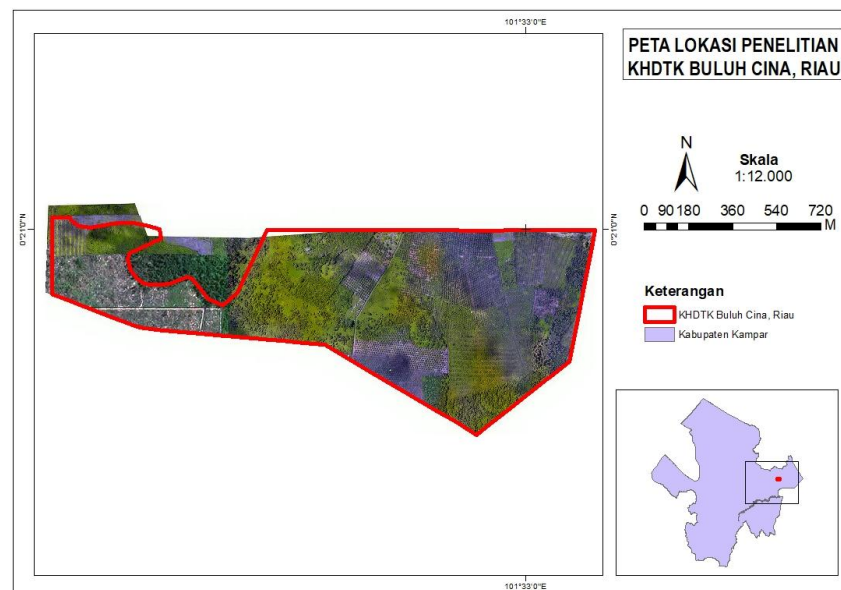 101°33'0"E
PETA LOKASI PENELITIAN
KHDTK BULUH CINA, RIAU
N
Skala
1:12.000
0 90 180 360 540 720
M
0°21'0"N
0°21'0"N
Keterangan
KHDTK Buluh Cina, Riau
Kabupaten Kampar
101°33'0"E